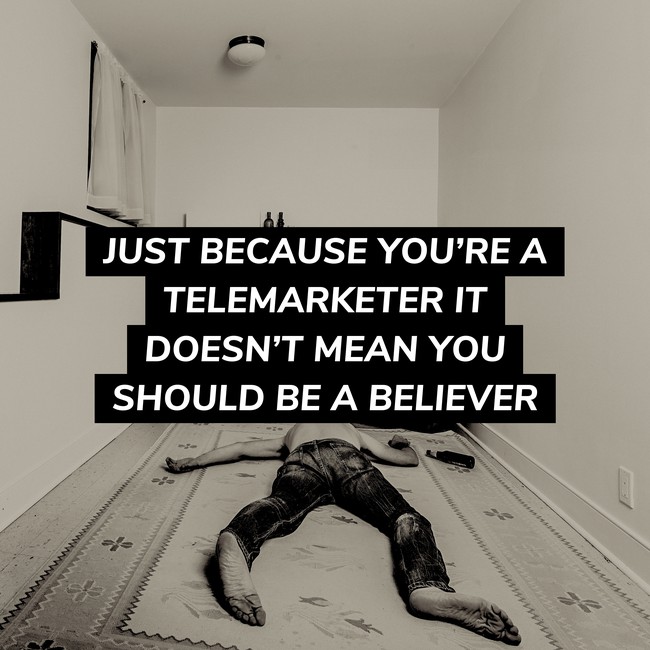 JUST BECAUSE YOU’RE A
TELEMARKETER IT
DOESN’T MEAN YOU
SHOULD BE A BELIEVER